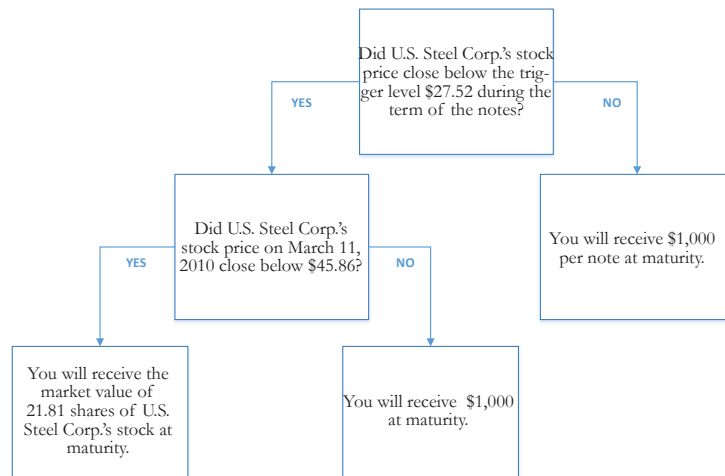 Did U.S. Steel Corp.'s stock
price close below the trig-
ger level $27.52 during the
term of the notes?
YES
NO
Did U.S. Steel Corp.'s
stock price on March 11,
2010 close below $45.86?
You will receive $1,000
per note at maturity.
YES
NO
You will receive the
market value of
21.81 shares of U.S.
Steel Corp.'s stock at
maturity.
You will receive $1,000
at maturity.